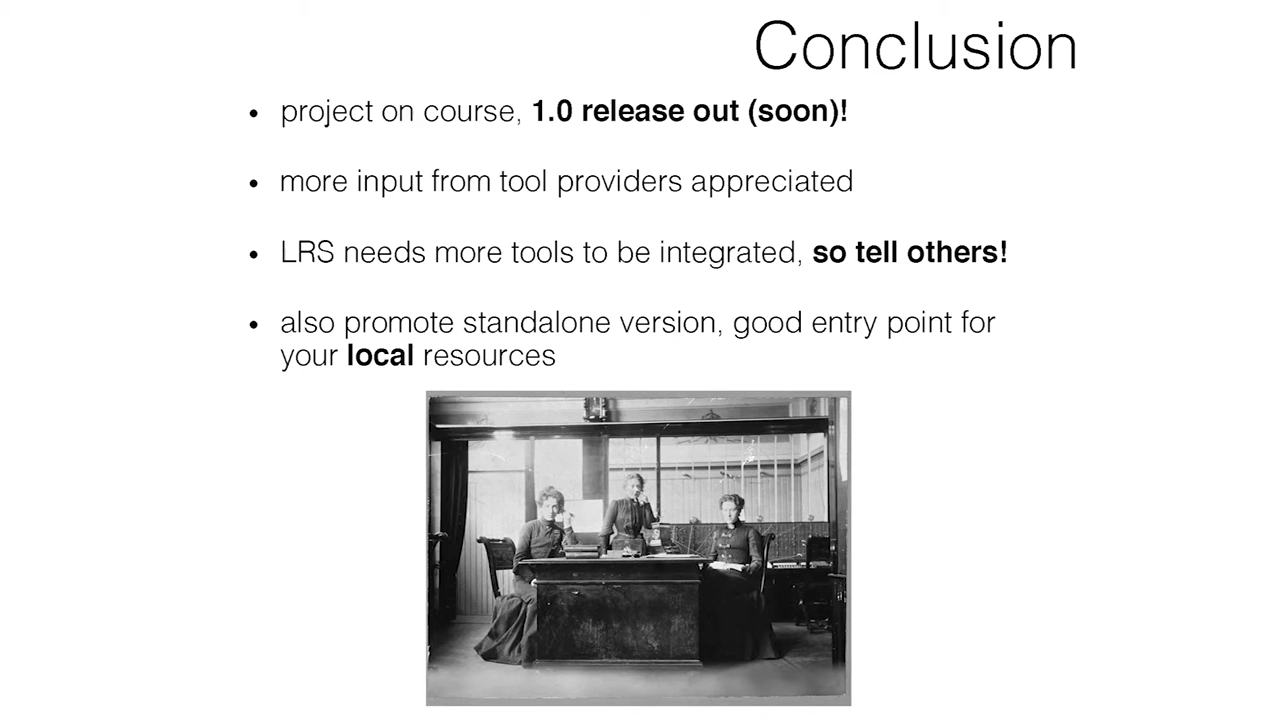 Conclusion
• project on course, 1.0 release out (soon)!
• more input from tool providers appreciated
• LRS needs more tools to be integrated, so tell others!
• also promote standalone version, good entry point for
your local resources